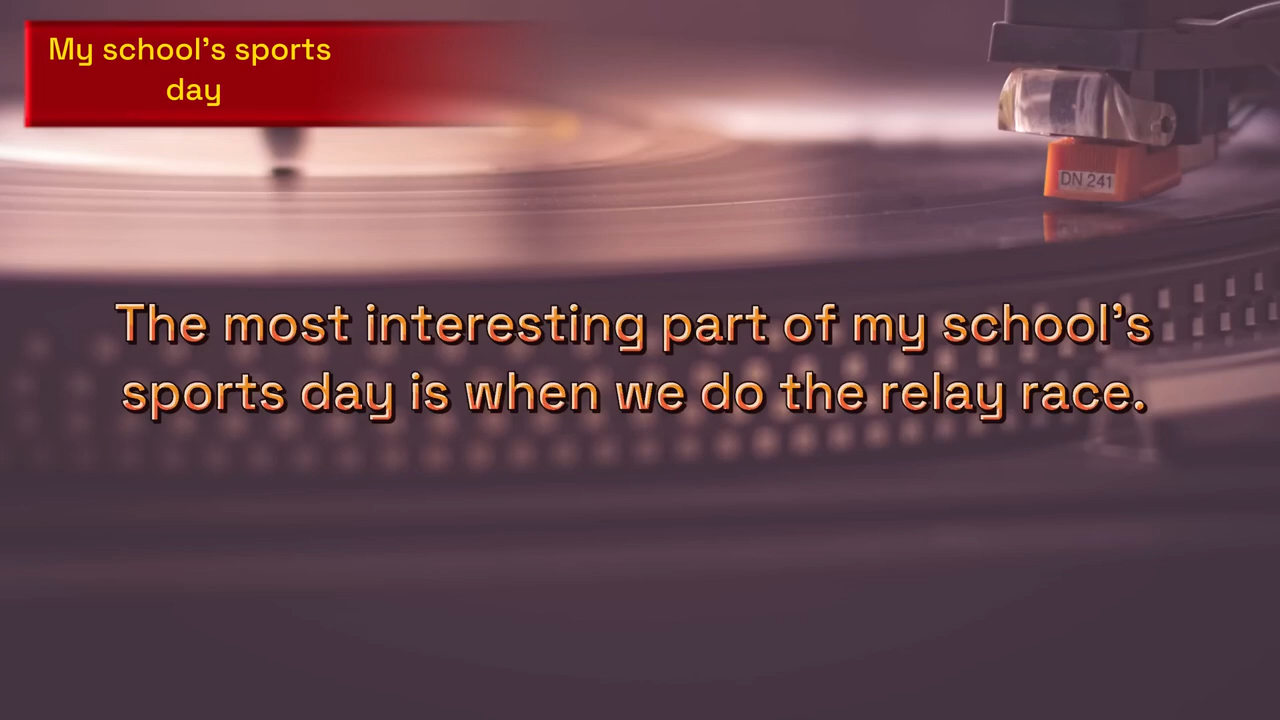 My school's sports
day
DN 241
The most interesting part of my school's
sports day is when we do the relay race.